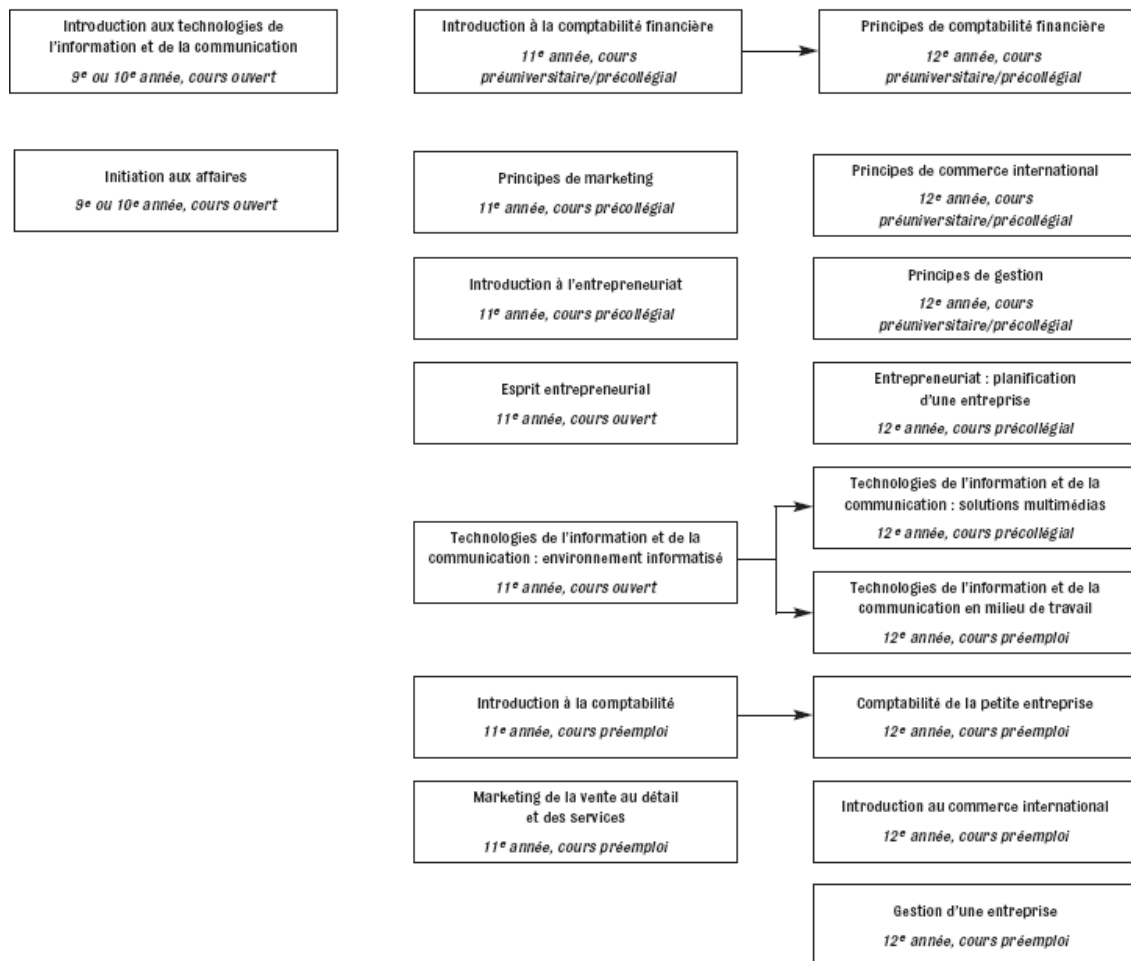 Introduction aux technologies de
l'information et de la communication
9e ou 10e année, cours ouvert
Introduction à la comptabilité financière
11e année, cours
préuniversitaire/précollégial
Principes de comptabilité financière
12e année, cours
préuniversitaire/précollégial
Initiation aux affaires
9e ou 10e année, cours ouvert
Principes de marketing
11e année, cours précollégial
Principes de commerce international
12e année, cours
préuniversitaire/précollégial
Introduction à l'entrepreneuriat
11e année, cours précollégial
Principes de gestion
12e année, cours
préuniversitaire/précollégial
Esprit entrepreneurial
11e année, cours ouvert
Entrepreneuriat : planification
d'une entreprise
12e année, cours précollégial
Technologies de l'information et de la
communication : environnement informatisé
11e année, cours ouvert
Technologies de l'information et de la
communication : solutions multimédias
12e année, cours précollégial
Technologies de l'information et de la
communication en milieu de travail
12e année, cours préemploi
Introduction à la comptabilité
11e année, cours préemploi
Comptabilité de la petite entreprise
12e année, cours préemploi
Marketing de la vente au détail
et des services
11e année, cours préemploi
Introduction au commerce international
12e année, cours préemploi
Gestion d'une entreprise
12e année, cours préemploi